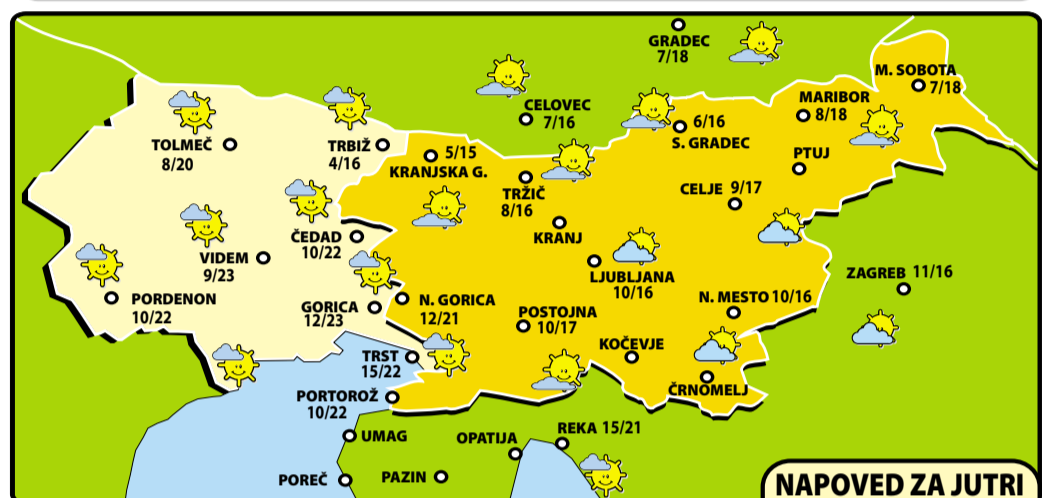 GRADEC
7/18
M. SOBOTA
7/18
MARIBOR
8/18
CELOVEC
7/16
6/16
S. GRADEC
TOLMEČ
8/20
TRBIŽ
4/16
5/15
KRANJSKA G.
PTUJ
TRŽIČ
8/16
CELJE 9/17
KRANJ
ČEDAD
10/22
VIDEM
9/23
LJUBLJANA
10/16
ZAGREB 11/16
PORDENON
10/22
GORICA
12/23
N. GORICA
12/21
N. MESTO 10/16
POSTOJNA
10/17
KOČEVJE
TRST
15/22
ČRNOMELJ
PORTOROŽ
10/22
UMAG
OPATIJA
REKA 15/21
POREČ
PAZIN
NAPOVED ZA JUTRI